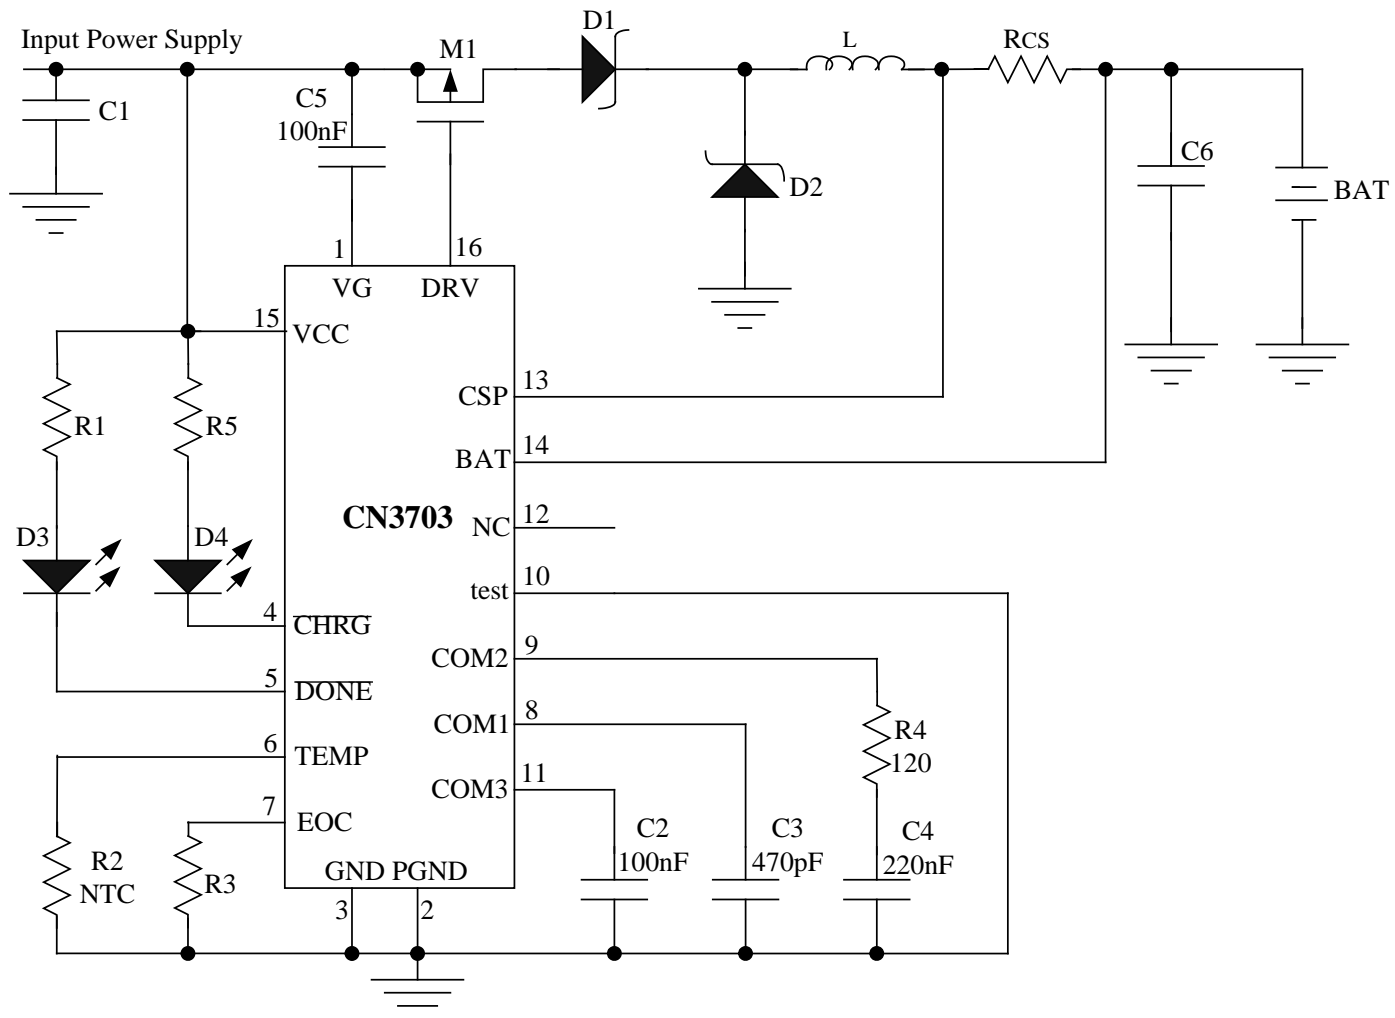 D1
Input Power Supply
M1
L
RCS
C5
100nF
C1
C6
D2
BAT
1
16
VG
DRV
15
VCC
CSP
13
R1
R5
BAT
14
CN3703
NC
12
D3
D4
test
10
4
CHRG
COM2
9
5
DONE
COM1
8
R4
120
6
TEMP
COM3
11
7
EOC
C2
100nF
C3
470pF
C4
220nF
R2
NTC
R3
GND
PGND
3
2